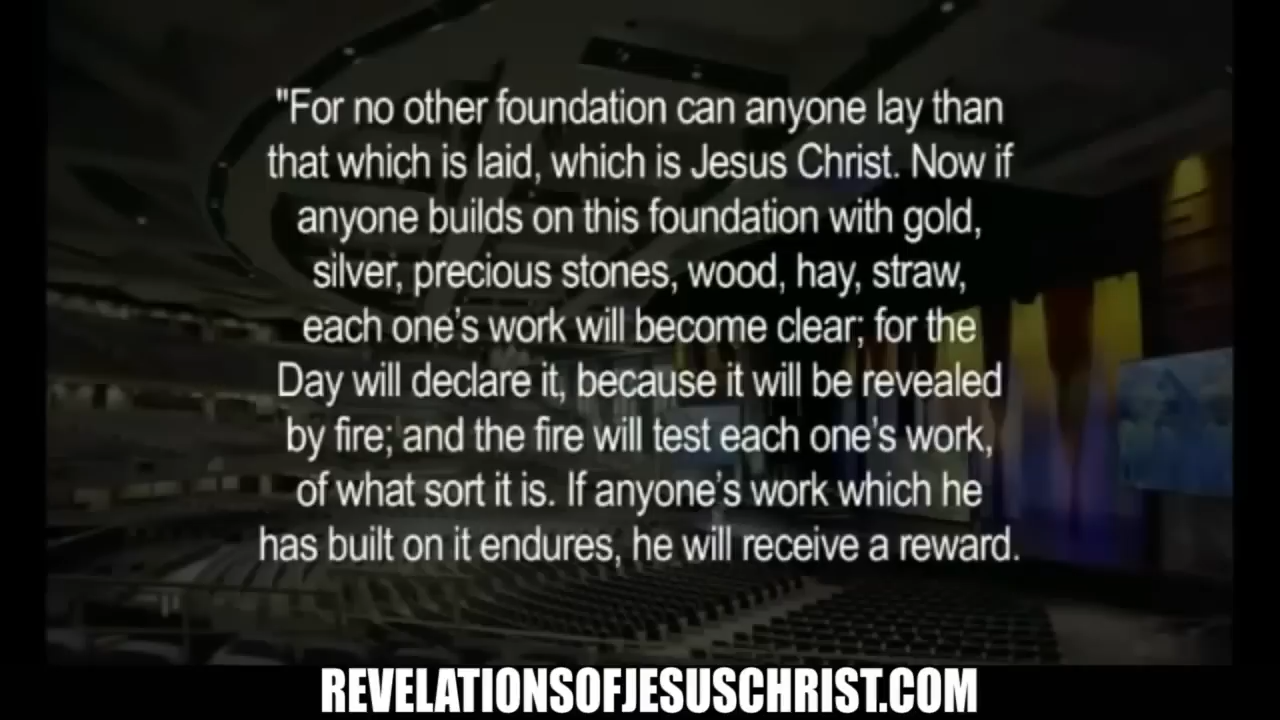 "For no other foundation can anyone lay than
that which is laid, which is Jesus Christ. Now if
anyone builds on this foundation with gold,
silver, precious stones, wood, hay, straw,
each one’s work will become clear; for the
Day will declare it, because it will be revealed
by fire; and the fire will test each one’s work,
of what sort it is. If anyone’s work which he
has built on it endures, he will receive a reward.
REVELATIONSOFJESUSCHRIST.COM